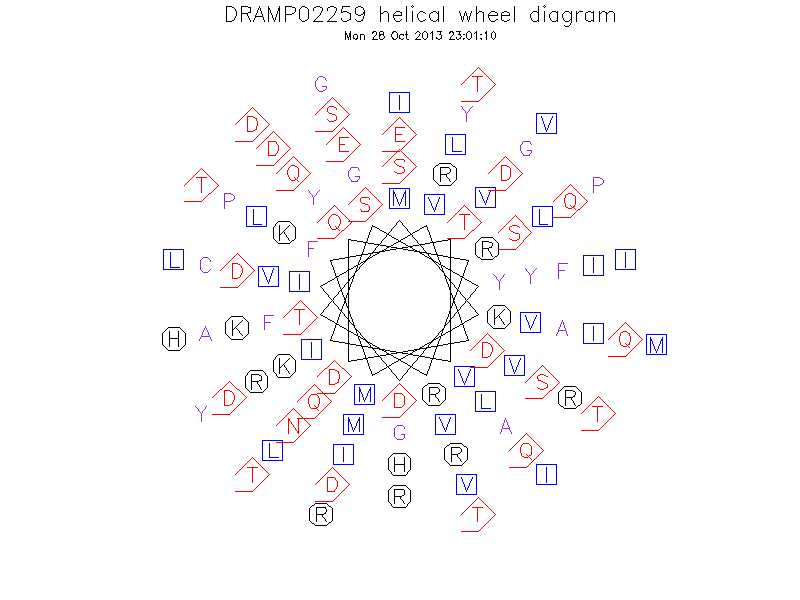 DRAMP02259 helical wheel diagram
Mon 28 Oct 2013 23:01:10
G T
I
S Y
D V
E
E L
D G
S
Q G R D
T P
P Y M V Q
S V
L L
Q T
K S
F R
L C I I
D V Y F
I Y
T K
F V
K A
A I
H Q
M
I D
K V
D V
R S
M R
D R
Q D L
Y T
N M V A
G
L Q
I R
H
T I
D V
R
R T